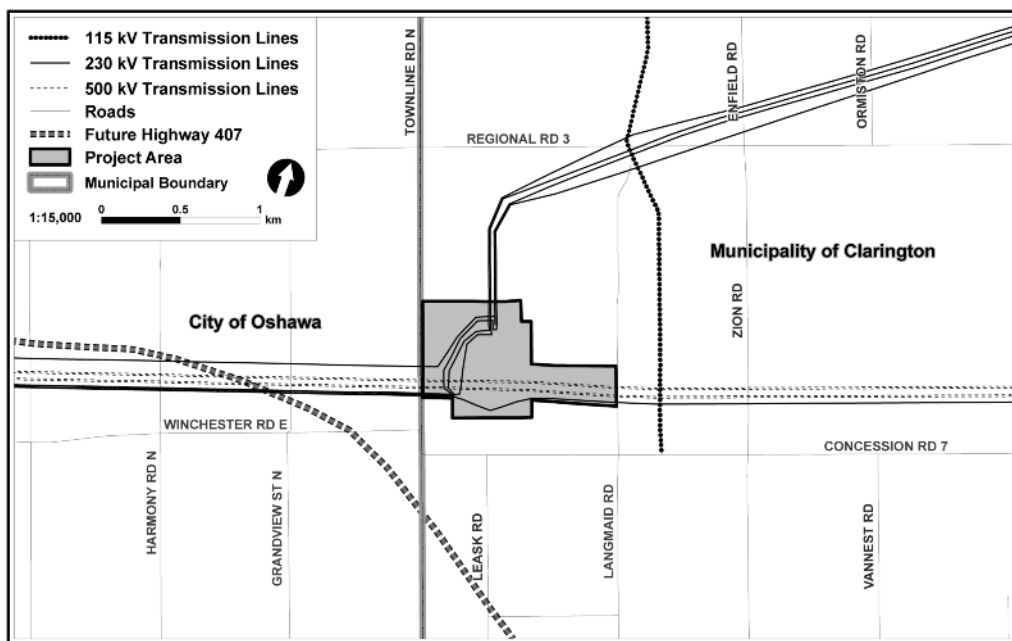 115 kV Transmission Lines
230 kV Transmission Lines
500 kV Transmission Lines
Roads
Future Highway 407
Project Area
Municipal Boundary
1:15,000
0 0.5 1
km
TOWNLINE RD N
REGIONAL RD 3
ENFIELD RD
ORMISTON RD
Municipality of Clarington
City of Oshawa
ZION RD
WINCHESTER RD E
CONCESSION RD 7
HARMONY RD N
GRANDVIEW ST N
LEASK RD
LANGMAID RD
VANNEST RD